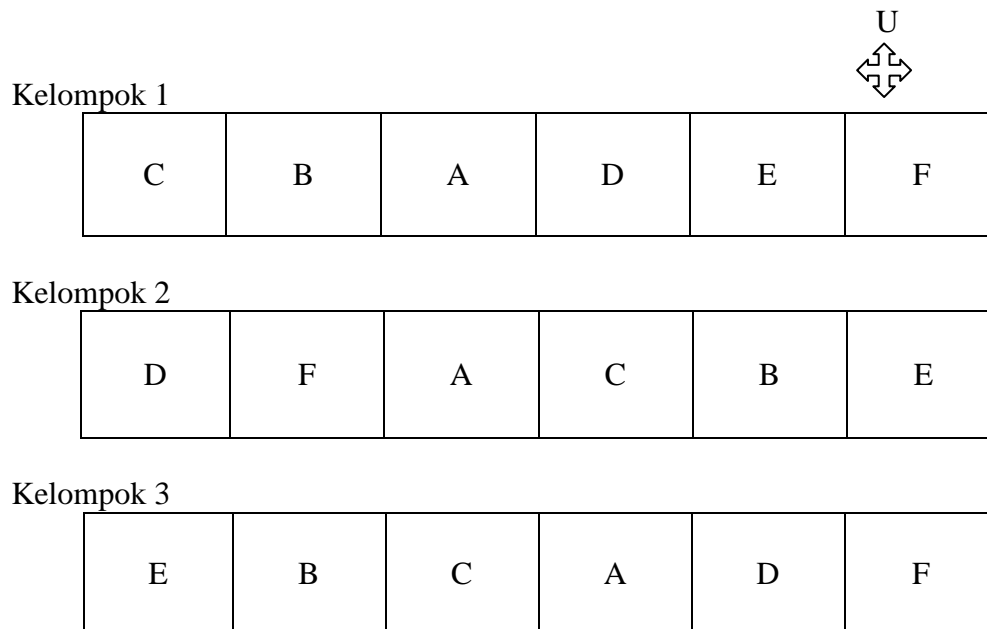 U
Kelompok 1
C B A D E F
Kelompok 2
D F A C B E
Kelompok 3
E B C A D F